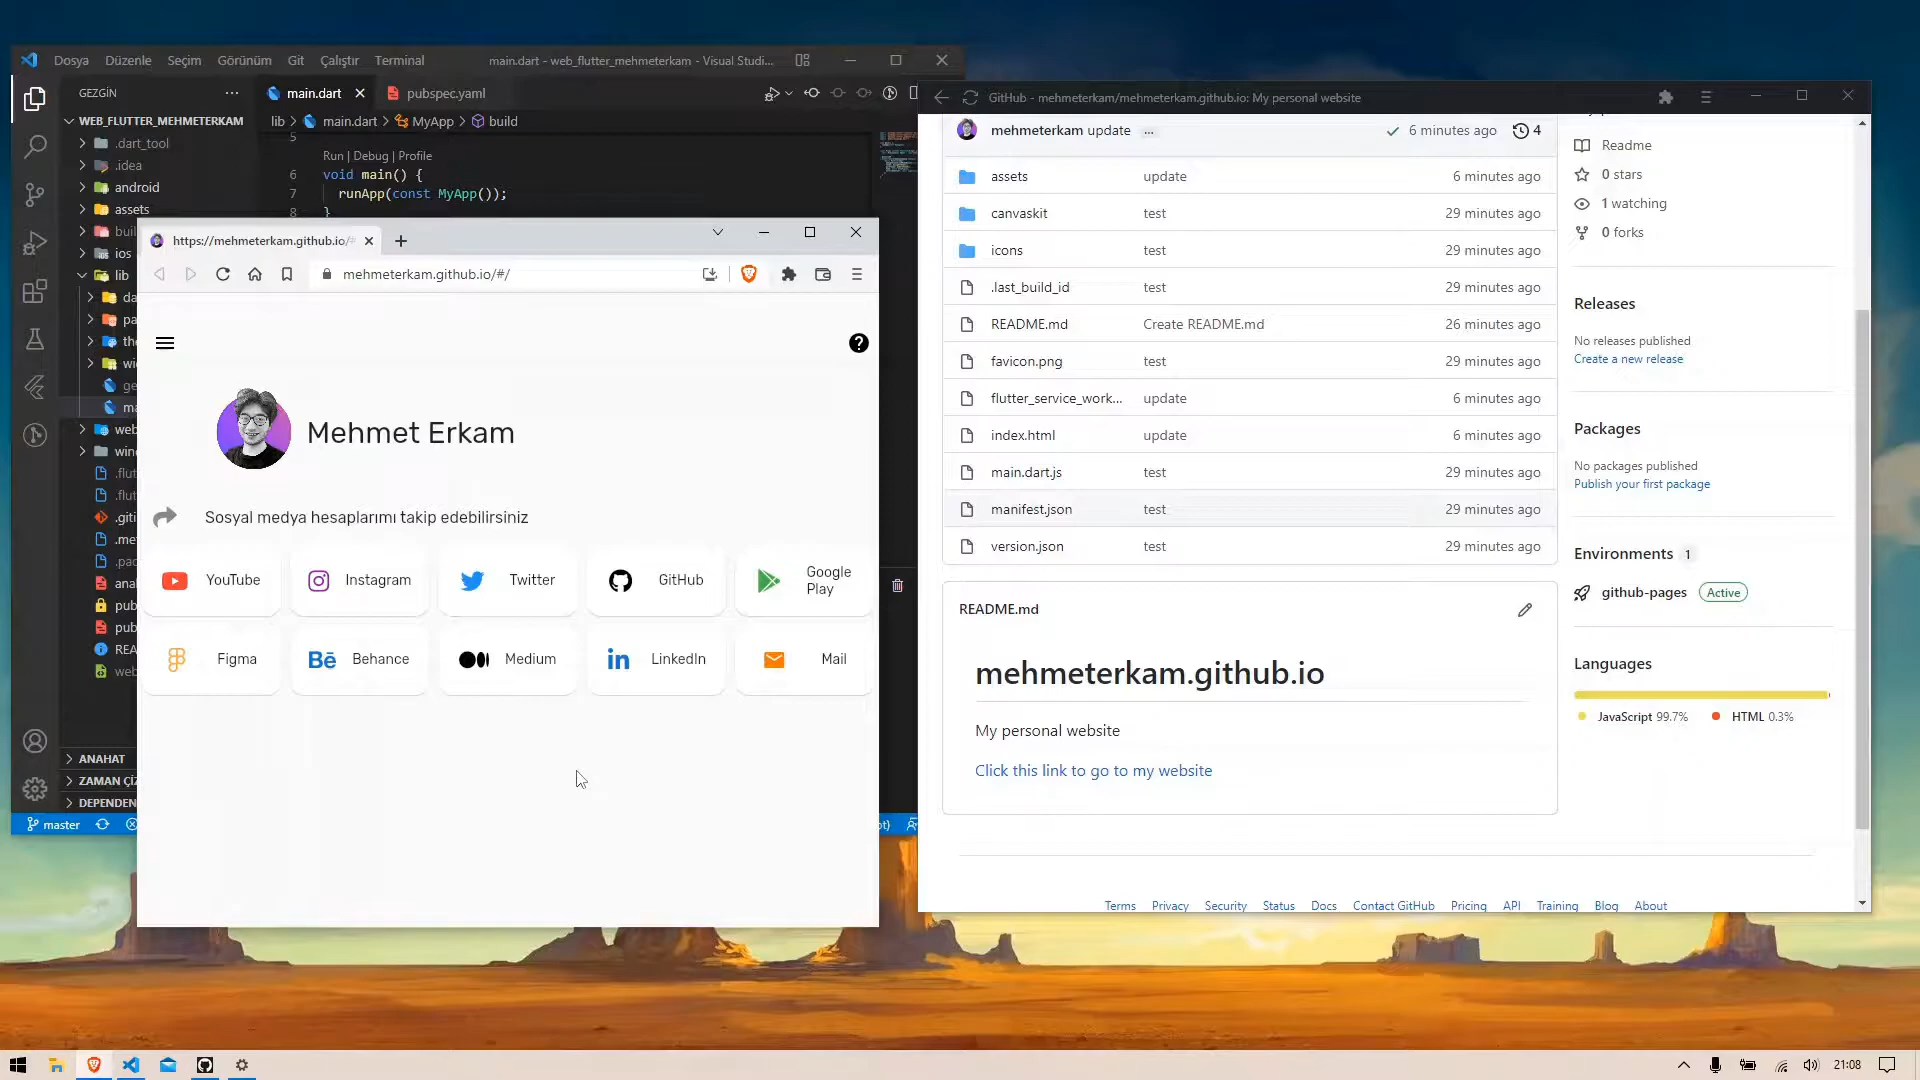 Dosya Düzenle Seçim Görünüm Git Çalıştır Terminal
main.dart - web_flutter_mehmeterkam - Visual Studi...
GEZGİN
main.dart
pubspec.yaml
WEB_FLUTTER_MEHMETERKAM
lib > main.dart > MyApp > build
.dart_tool
.idea
android
assets
ios
lib
5
Run | Debug | Profile
6 void main() {
7 runApp(const MyApp());
8 }
ANAHAT
master
https://mehmeterkam.github.io/#
mehmeterkam.github.io/#/
Mehmet Erkam
Sosyal medya hesaplarımı takip edebilirsiniz
YouTube
Instagram
Twitter
GitHub
Google
Play
Figma
Behance
Medium
LinkedIn
Mail
GitHub - mehmeterkam/mehmeterkam.github.io: My personal website
mehmeterkam update ... 6 minutes ago 4
assets update 6 minutes ago
canvaskit test 29 minutes ago
icons test 29 minutes ago
.last_build_id test 29 minutes ago
README.md Create README.md 26 minutes ago
favicon.png test 29 minutes ago
flutter_service_work... update 6 minutes ago
index.html update 6 minutes ago
main.dart.js test 29 minutes ago
manifest.json test 29 minutes ago
version.json test 29 minutes ago
README.md
mehmeterkam.github.io
My personal website
Click this link to go to my website
Readme
0 stars
1 watching
0 forks
Releases
No releases published
Create a new release
Packages
No packages published
Publish your first package
Environments 1
github-pages Active
Languages
JavaScript 99.7% HTML 0.3%
Terms Privacy Security Status Docs Contact GitHub Pricing API Training Blog About
21:08